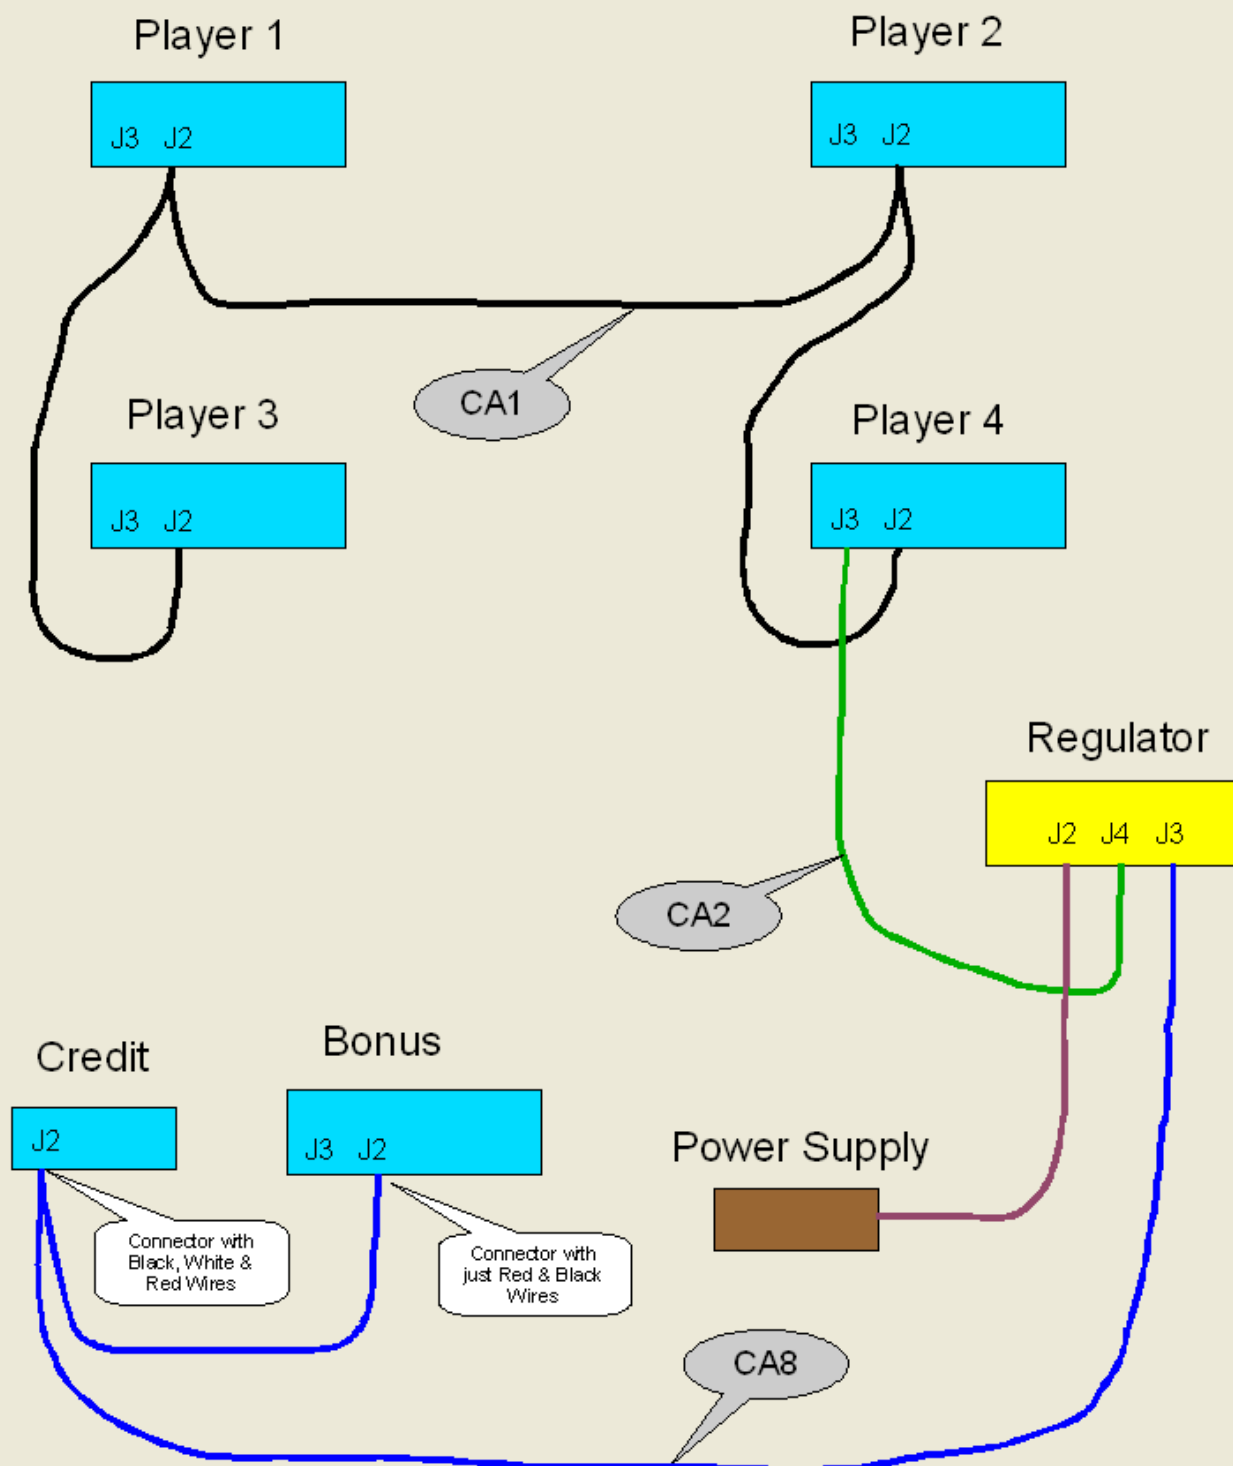 Player 1
Player 2
J3 J2
J3 J2
CA1
Player 3
Player 4
J3 J2
J3 J2
Regulator
J2 J4 J3
CA2
Credit
Bonus
J2
J3 J2
Power Supply
Connector with
Black, White &
Red Wires
Connector with
just Red & Black
Wires
CA8